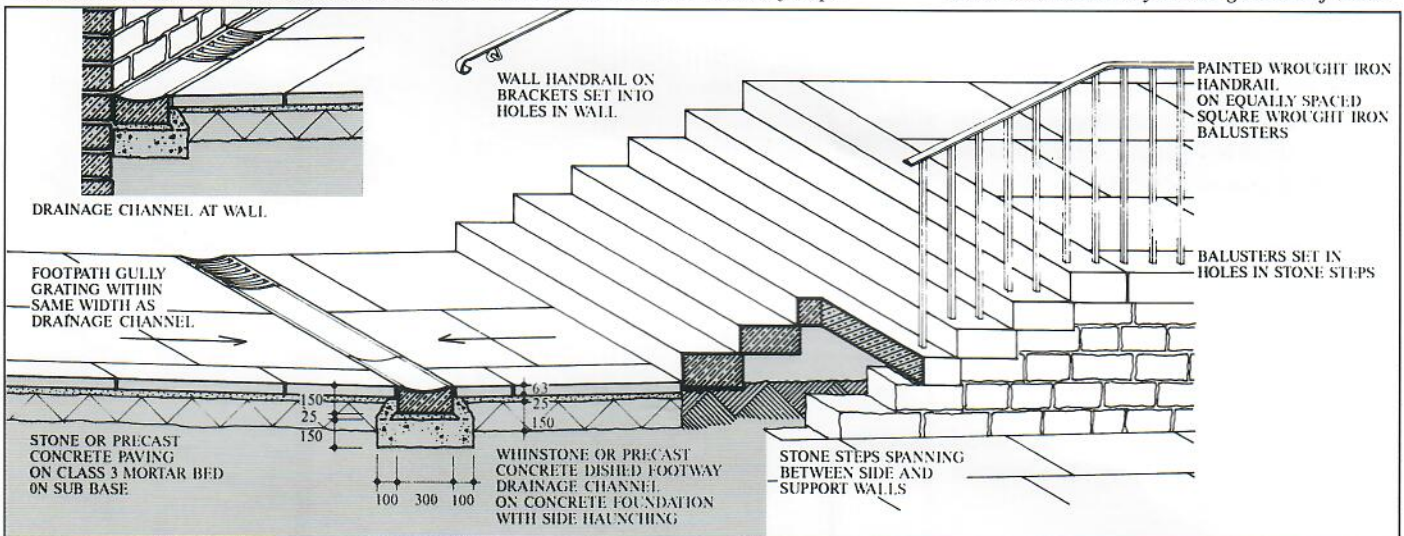 WALL HANDRAIL ON
BRACKETS SET INTO
HOLES IN WALL
PAINTED WROUGHT IRON
HANDRAIL
ON EQUALLY SPACED
SQUARE WROUGHT IRON
BALUSTERS
DRAINAGE CHANNEL AT WALL
FOOTPATH GULLY
GRATING WITHIN
SAME WIDTH AS
DRAINAGE CHANNEL
BALUSTERS SET IN
HOLES IN STONE STEPS
150
25
150
63
25
150
100 300 100
STONE OR PRECAST
CONCRETE PAVING
ON CLASS 3 MORTAR BED
ON SUB BASE
WHINSTONE OR PRECAST
CONCRETE DISHED FOOTWAY
DRAINAGE CHANNEL
ON CONCRETE FOUNDATION
WITH SIDE HAUNCHING
STONE STEPS SPANNING
BETWEEN SIDE AND
SUPPORT WALLS